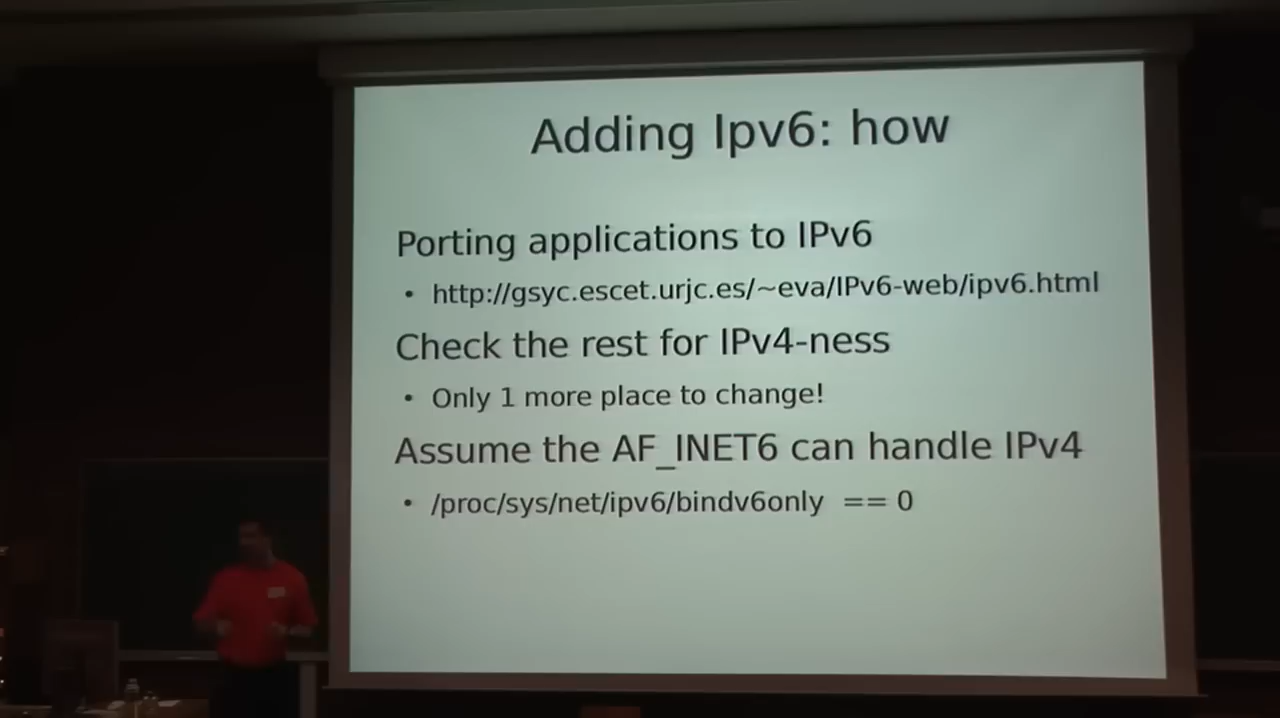 Adding Ipv6: how
Porting applications to IPv6
• http://gsyc.escet.urjc.es/~eva/IPv6-web/ipv6.html
Check the rest for IPv4-ness
• Only 1 more place to change!
Assume the AF_INET6 can handle IPv4
• /proc/sys/net/ipv6/bindv6only == 0